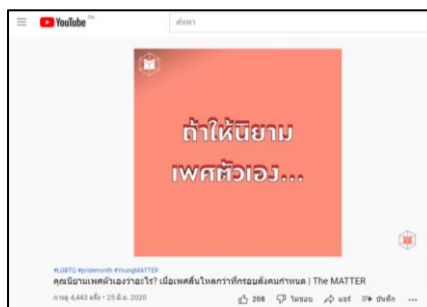 YouTube TH
ค้นหา
ถ้าให้นิยาม
เพศตัวเอง...
#LGBTQ #pridemonth #YoungMATTER
คุณนิยามเพศตัวเองว่าอะไร? เมื่อเพศลื่นไหลกว่าที่กรอบสังคมกำหนด | The MATTER
การดู 4,443 ครั้ง • 25 มิ.ย. 2020
208 ไม่ชอบ แชร์ บันทึก ...